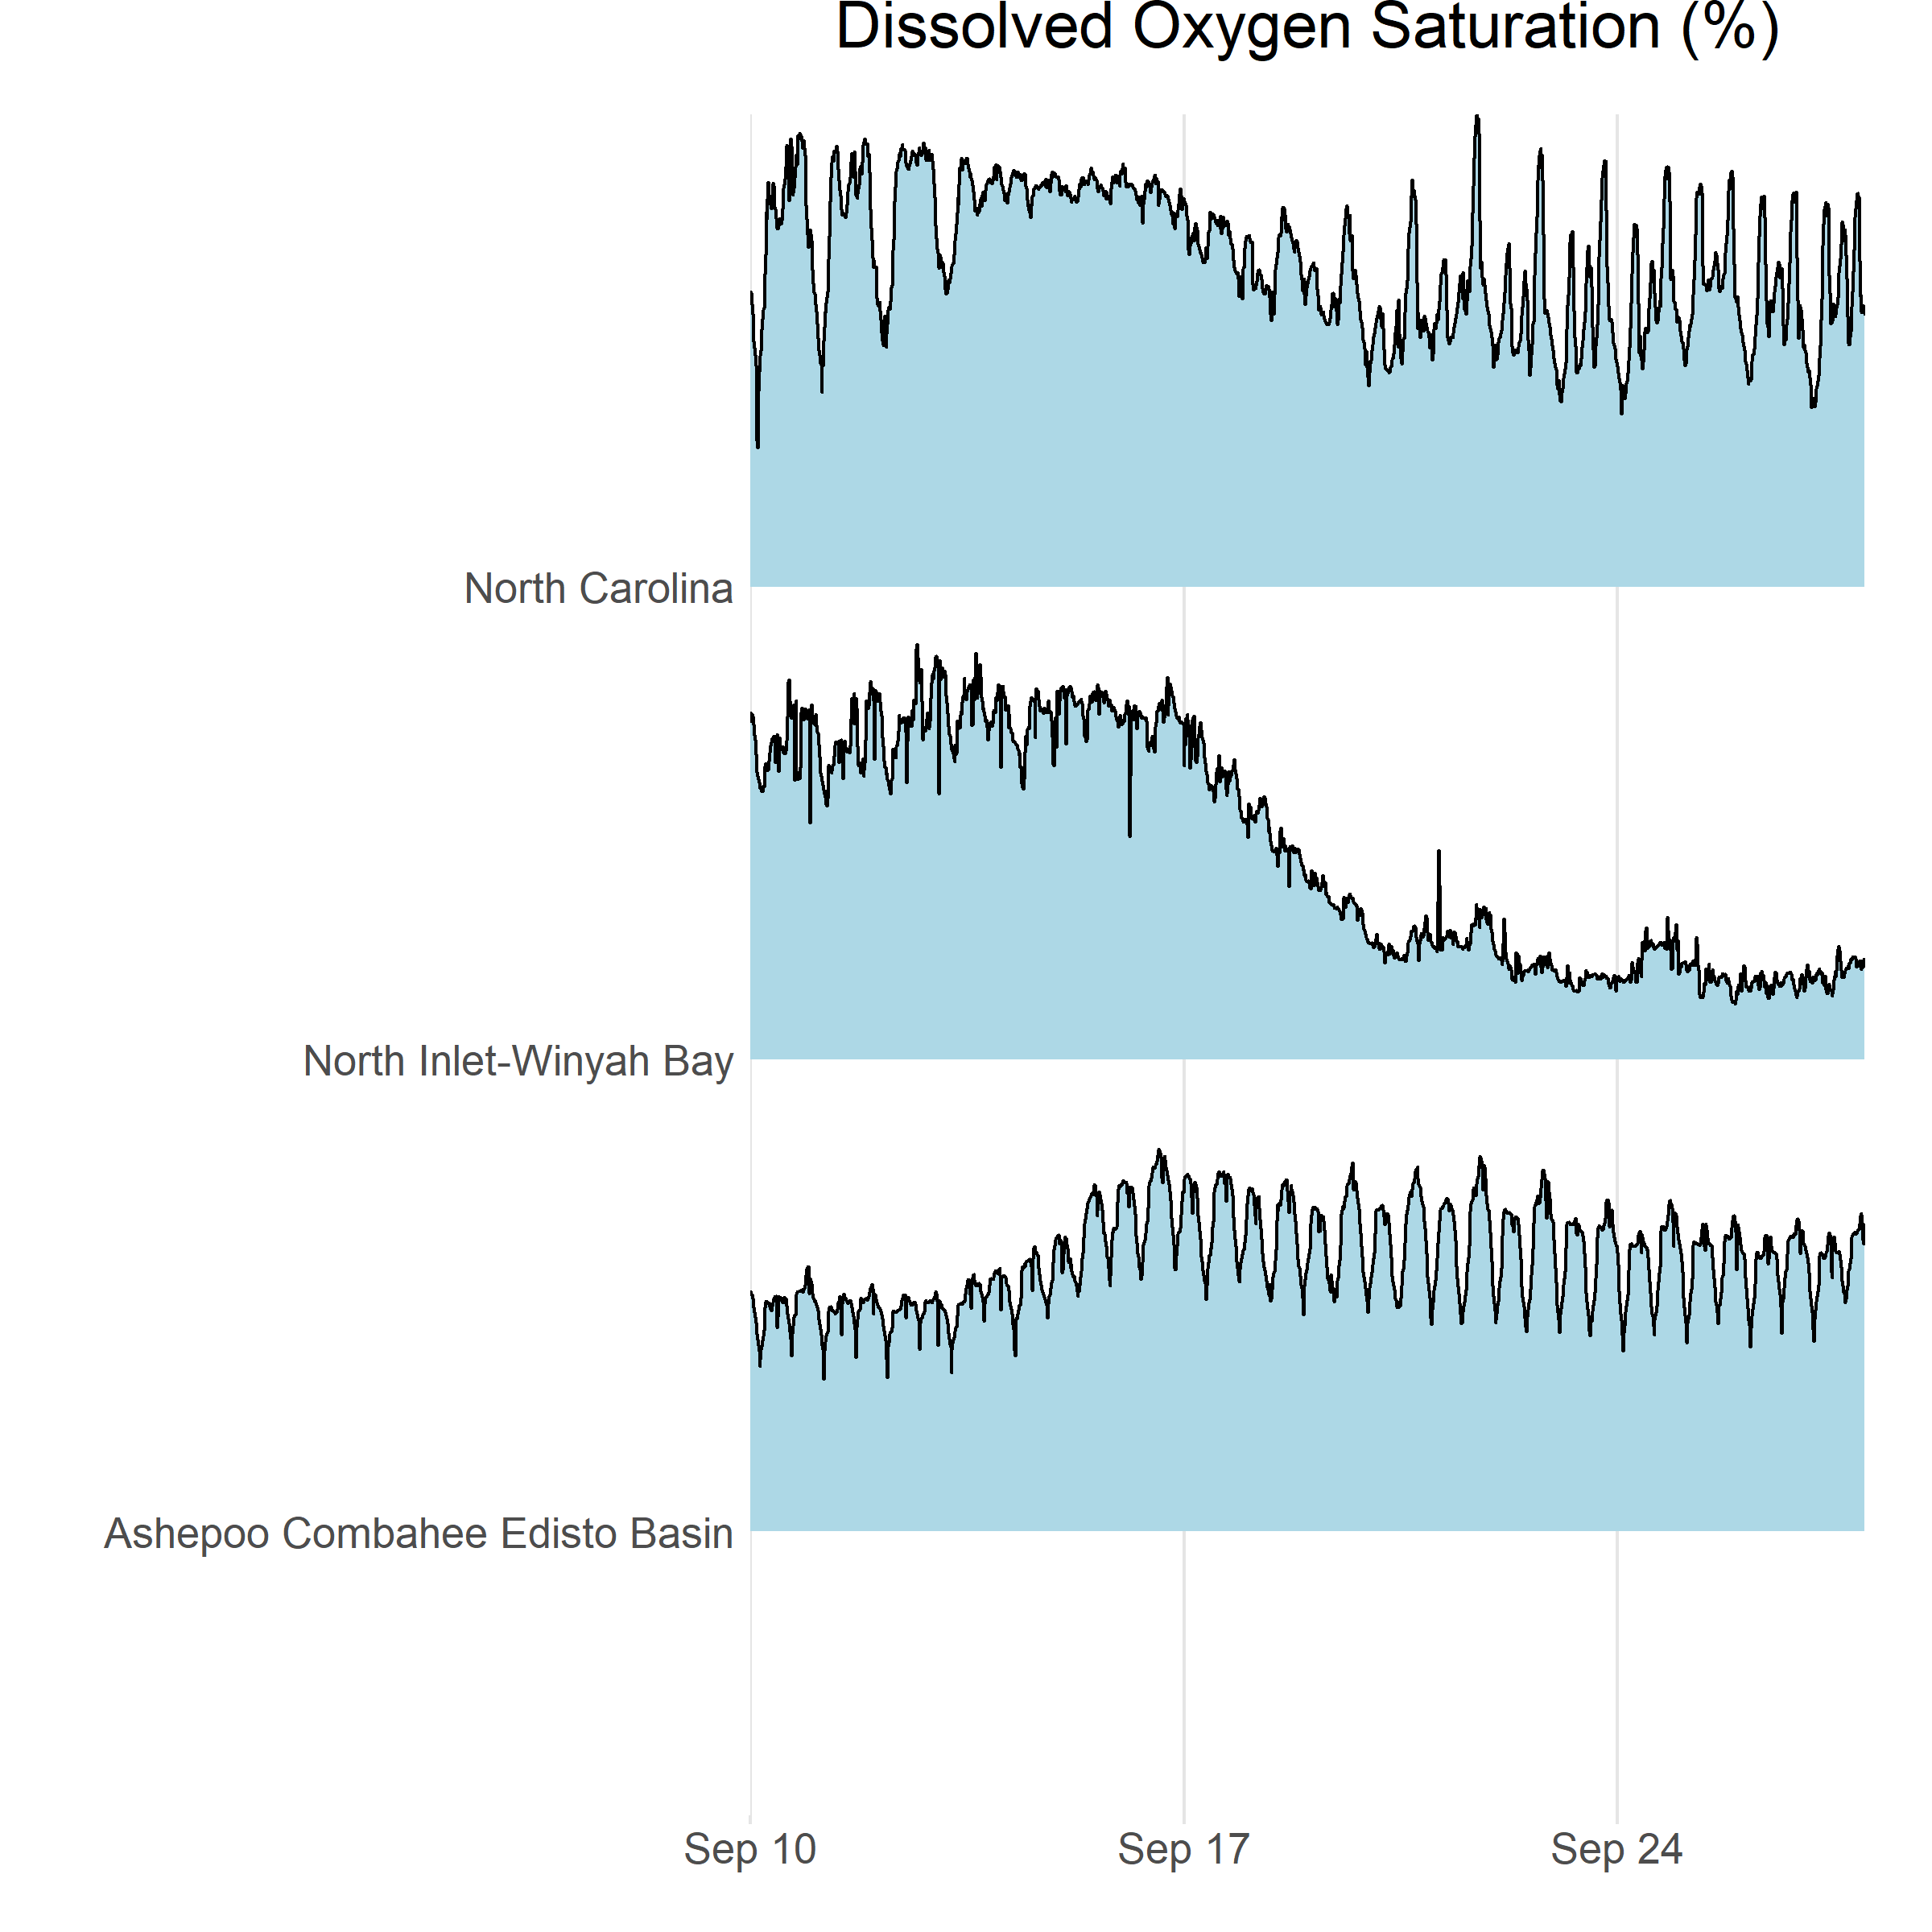 Dissolved Oxygen Saturation (%)
North Carolina
North Inlet-Winyah Bay
Ashepoo Combahee Edisto Basin
Sep 10 Sep 17 Sep 24